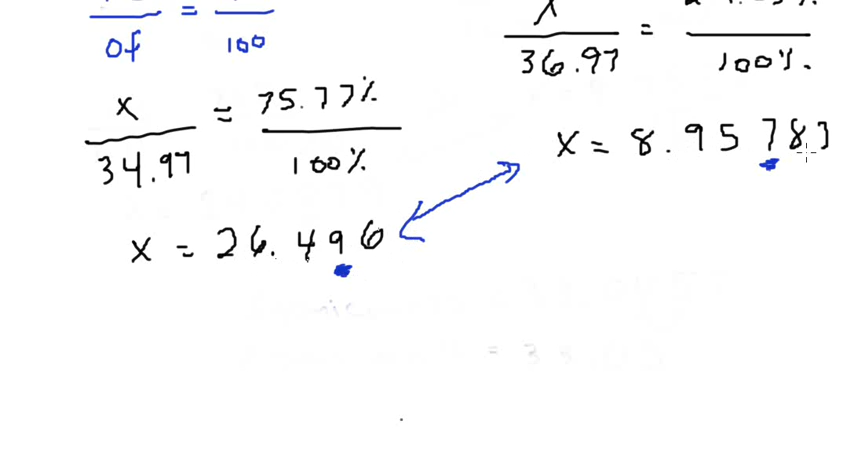 of = 100
x = 75.77%
34.97 100%
x = 26.496
x =
36.97 100%.
x = 8.95783